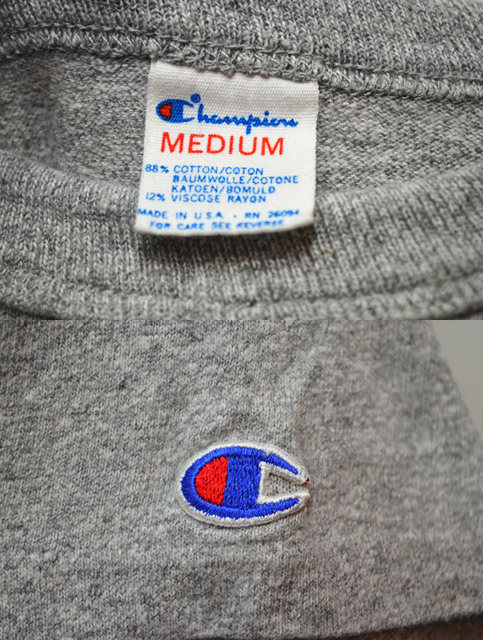 Champion
MEDIUM
88% COTTON/COTON
BAUMWOLLE/COTONE
KATOEN/BOMULD
12% VISCOSE RAYON
MADE IN U.S.A. - RN 26094
FOR CARE SEE REVERSE